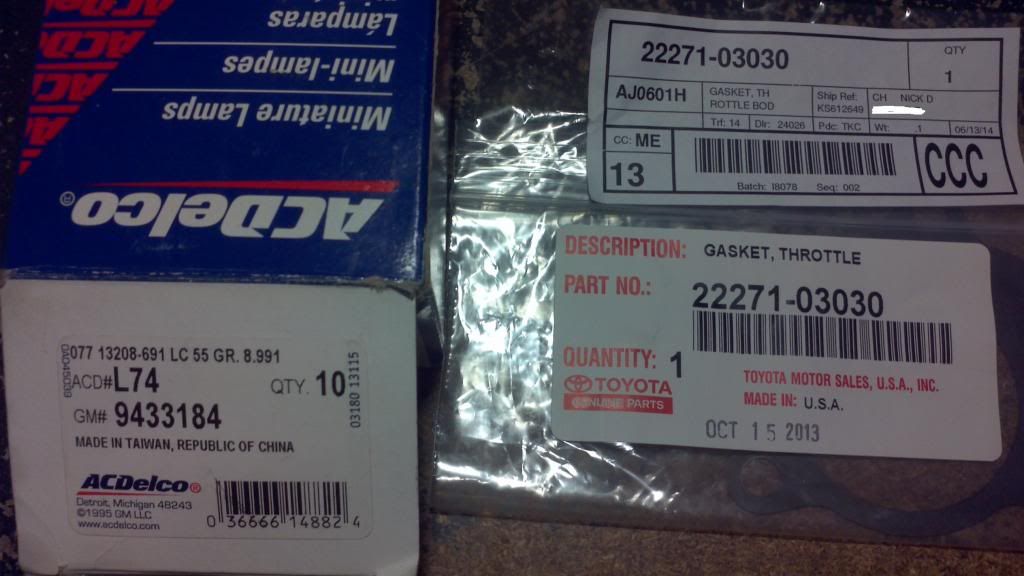 Lámparas
Mini-lampes
Miniature Lamps
ACDelco®
077 13208-691 LC 55 GR. 8.991
ACD#L74
QTY. 10
GM# 9433184
MADE IN TAIWAN, REPUBLIC OF CHINA
03180 13115
ACDelco®
Detroit, Michigan 48243
©1995 GM LLC
www.acdelco.com
0 36666 14882 4
22271-03030
QTY
1
AJ0601H
GASKET, TH
ROTTLE BOD
Ship Ref:
KS612649
CH NICK D
Trf: 14 Dlr: 24026 Pdc: TKC Wt: .1 06/13/14
CC: ME
13
CCC
Batch: I8078 Seq: 002
DESCRIPTION: GASKET, THROTTLE
PART NO.: 22271-03030
QUANTITY: 1
TOYOTA
GENUINE PARTS
TOYOTA MOTOR SALES, U.S.A., INC.
MADE IN: U.S.A.
OCT 15 2013